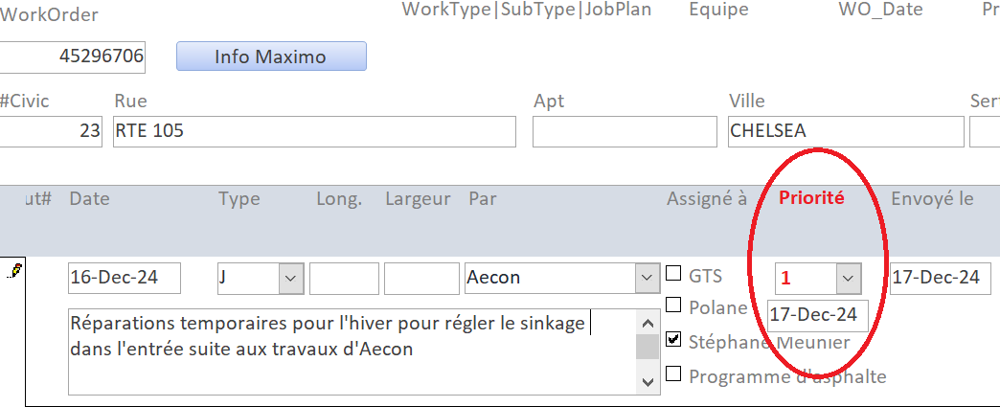 WorkOrder WorkType|SubType|JobPlan Equipe WO_Date Pr
45296706 Info Maximo
#Civic Rue Apt Ville Ser
23 RTE 105 CHELSEA
ut# Date Type Long. Largeur Par Assigné à Priorité Envoyé le
16-Dec-24 J Aecon GTS 1 17-Dec-24
Polane 17-Dec-24
Réparations temporaires pour l'hiver pour régler le sinkage
dans l'entrée suite aux travaux d'Aecon
Stéphane Meunier
Programme d'asphalte